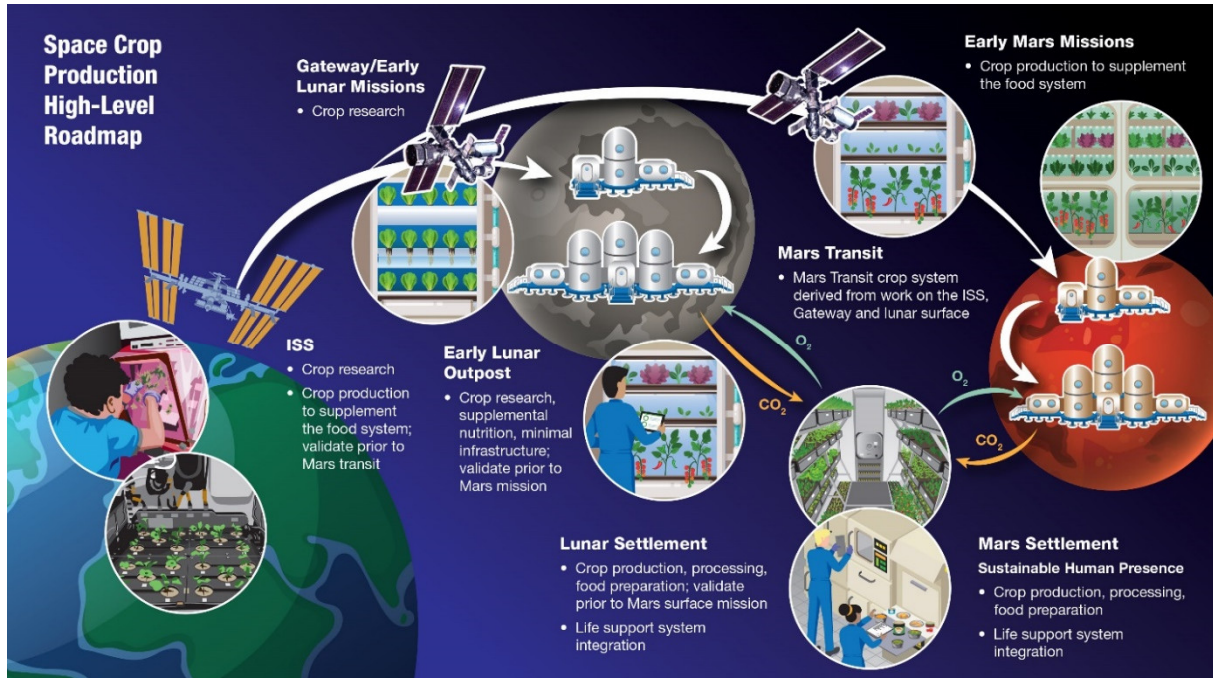 Space Crop
Production
High-Level
Roadmap
Gateway/Early
Lunar Missions
• Crop research
Early Mars Missions
• Crop production to supplement
the food system
ISS
• Crop research
• Crop production
to supplement
the food system;
validate prior to
Mars transit
Early Lunar
Outpost
• Crop research,
supplemental
nutrition, minimal
infrastructure;
validate prior to
Mars mission
Mars Transit
• Mars Transit crop system
derived from work on the ISS,
Gateway and lunar surface
O₂
CO₂
O₂
CO₂
Lunar Settlement
• Crop production, processing,
food preparation; validate
prior to Mars surface mission
• Life support system
integration
Mars Settlement
Sustainable Human Presence
• Crop production, processing,
food preparation
• Life support system
integration